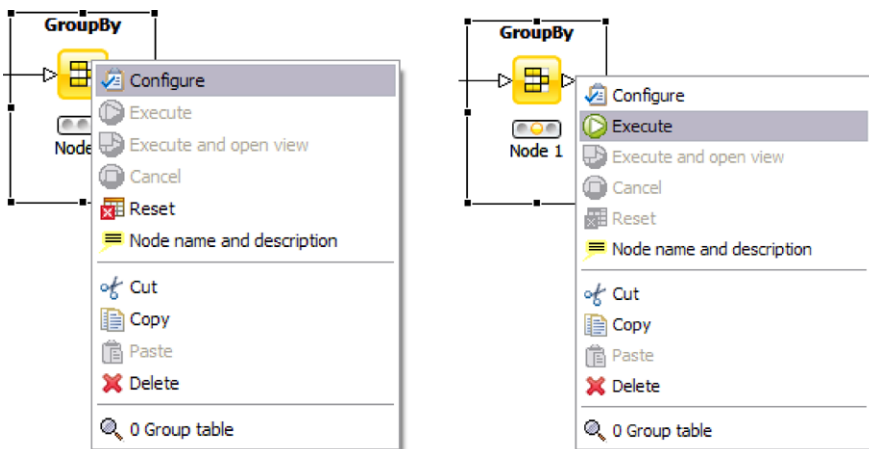 GroupBy
Node
Configure
Execute
Execute and open view
Cancel
Reset
Node name and description
Cut
Copy
Paste
Delete
0 Group table
GroupBy
Node 1
Configure
Execute
Execute and open view
Cancel
Reset
Node name and description
Cut
Copy
Paste
Delete
0 Group table